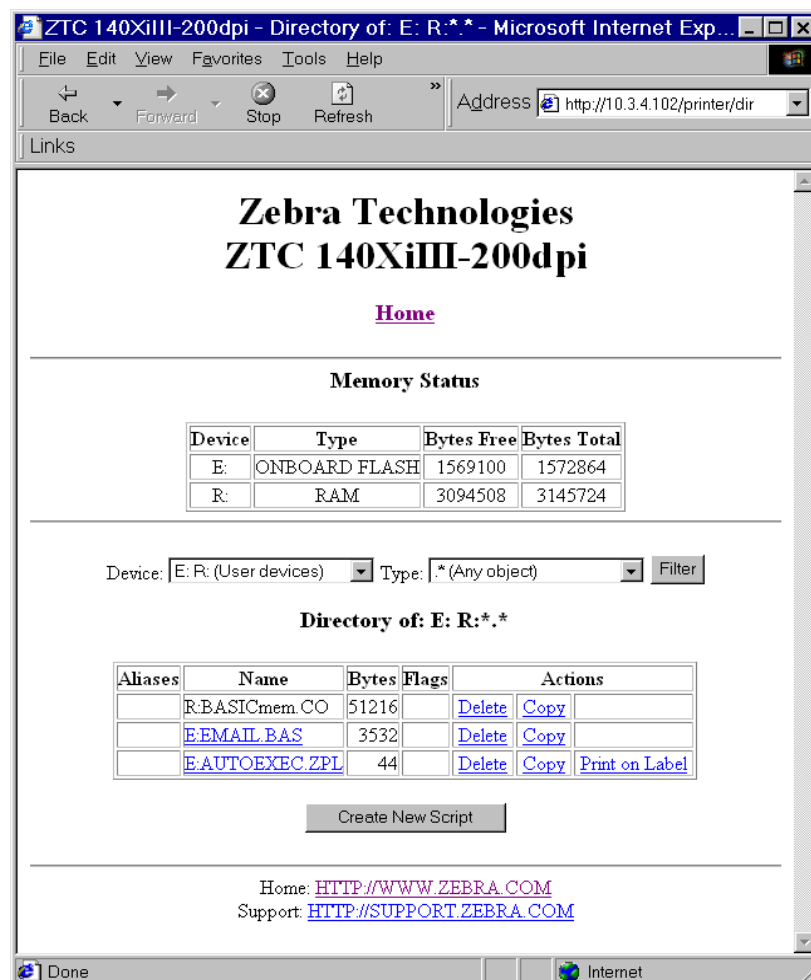 ZTC 140XiIII-200dpi - Directory of: E: R:*.* - Microsoft Internet Exp...
File Edit View Favorites Tools Help
Back Forward Stop Refresh » Address http://10.3.4.102/printer/dir
Links
Zebra Technologies
ZTC 140XiIII-200dpi
Home
Memory Status
Device Type Bytes Free Bytes Total
E: ONBOARD FLASH 1569100 1572864
R: RAM 3094508 3145724
Device: E: R: (User devices) Type: .* (Any object) Filter
Directory of: E: R:*.*
Aliases Name Bytes Flags Actions
R:BASICmem.CO 51216 Delete Copy
E:EMAIL.BAS 3532 Delete Copy
E:AUTOEXEC.ZPL 44 Delete Copy Print on Label
Create New Script
Home: HTTP://WWW.ZEBRA.COM
Support: HTTP://SUPPORT.ZEBRA.COM
Done Internet